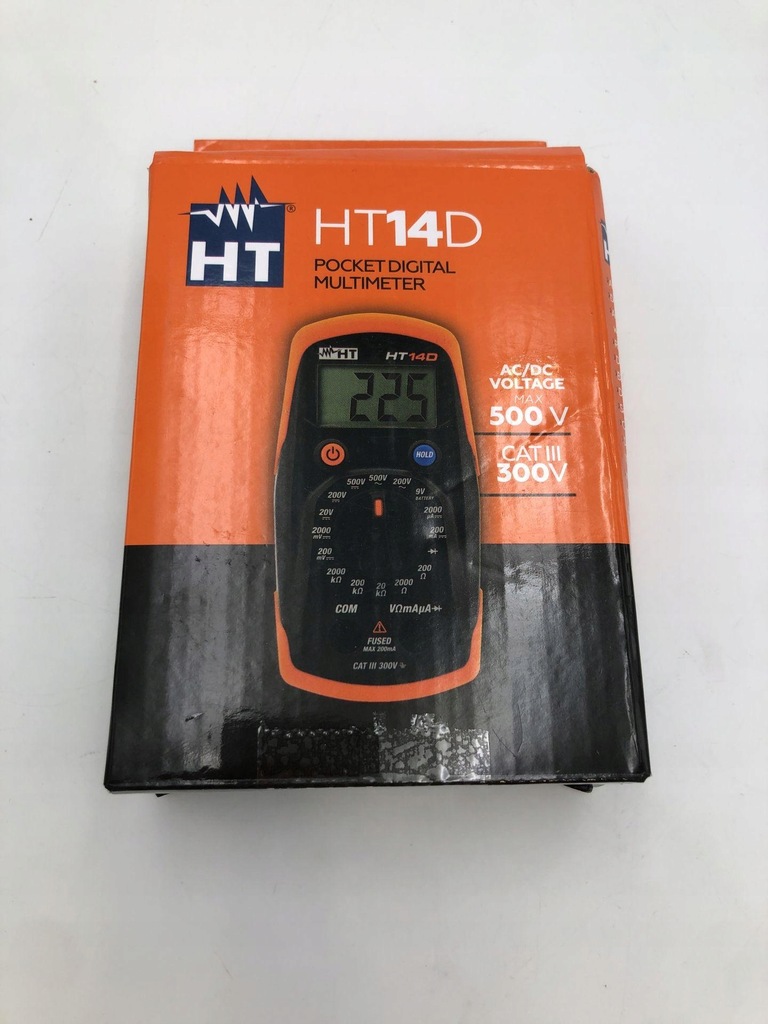 HT®
HT14D
POCKET DIGITAL
MULTIMETER
HT HT14D
225
AC/DC
VOLTAGE
MAX
500 V
CAT III
300V
HOLD
500V 500V 200V
200V 9V
BATTERY
20V 2000
µA
2000
mV 200
mA
200
mV
2000
kΩ 200
Ω
200
kΩ 20
kΩ 2000
Ω
COM VΩmAµA
FUSED
MAX 200mA
CAT III 300V